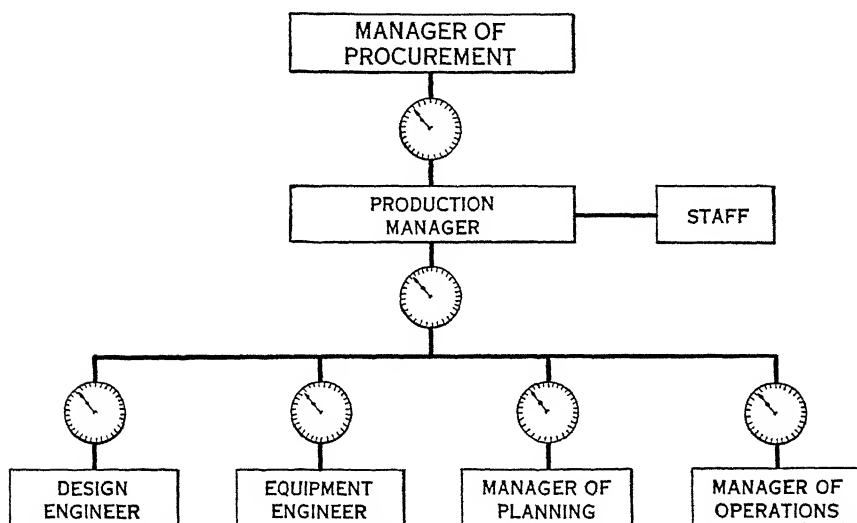 MANAGER OF
PROCUREMENT
PRODUCTION
MANAGER
STAFF
DESIGN
ENGINEER
EQUIPMENT
ENGINEER
MANAGER OF
PLANNING
MANAGER OF
OPERATIONS